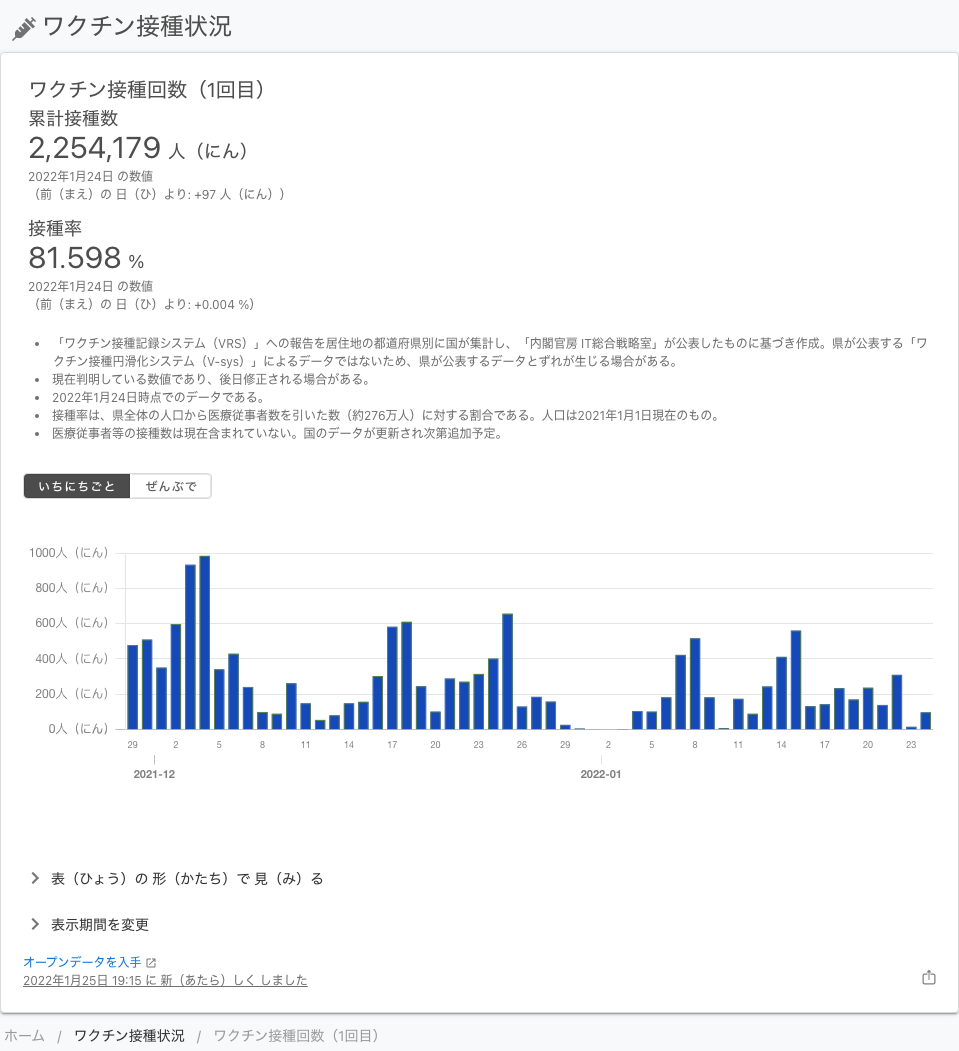 ワクチン接種状況
ワクチン接種回数（1回目）
累計接種数
2,254,179 人（にん）
2022年1月24日 の数値
（前（まえ）の 日（ひ）より: +97 人（にん））
接種率
81.598 %
2022年1月24日 の数値
（前（まえ）の 日（ひ）より: +0.004 %）
• 「ワクチン接種記録システム（VRS）」への報告を居住地の都道府県別に国が集計し、「内閣官房 IT総合戦略室」が公表したものに基づき作成。県が公表する「ワ
クチン接種円滑化システム（V-sys）」によるデータではないため、県が公表するデータとずれが生じる場合がある。
• 現在判明している数値であり、後日修正される場合がある。
• 2022年1月24日時点でのデータである。
• 接種率は、県全体の人口から医療従事者数を引いた数（約276万人）に対する割合である。人口は2021年1月1日現在のもの。
• 医療従事者等の接種数は現在含まれていない。国のデータが更新され次第追加予定。
いちにちごと ぜんぶで
1000人（にん）
800人（にん）
600人（にん）
400人（にん）
200人（にん）
0人（にん）
29 2 5 8 11 14 17 20 23 26 29 2 5 8 11 14 17 20 23
2021-12 2022-01
表（ひょう）の 形（かたち）で 見（み）る
表示期間を変更
オープンデータを入手
2022年1月25日 19:15 に 新（あたら）しく しました
ホーム / ワクチン接種状況 / ワクチン接種回数（1回目）